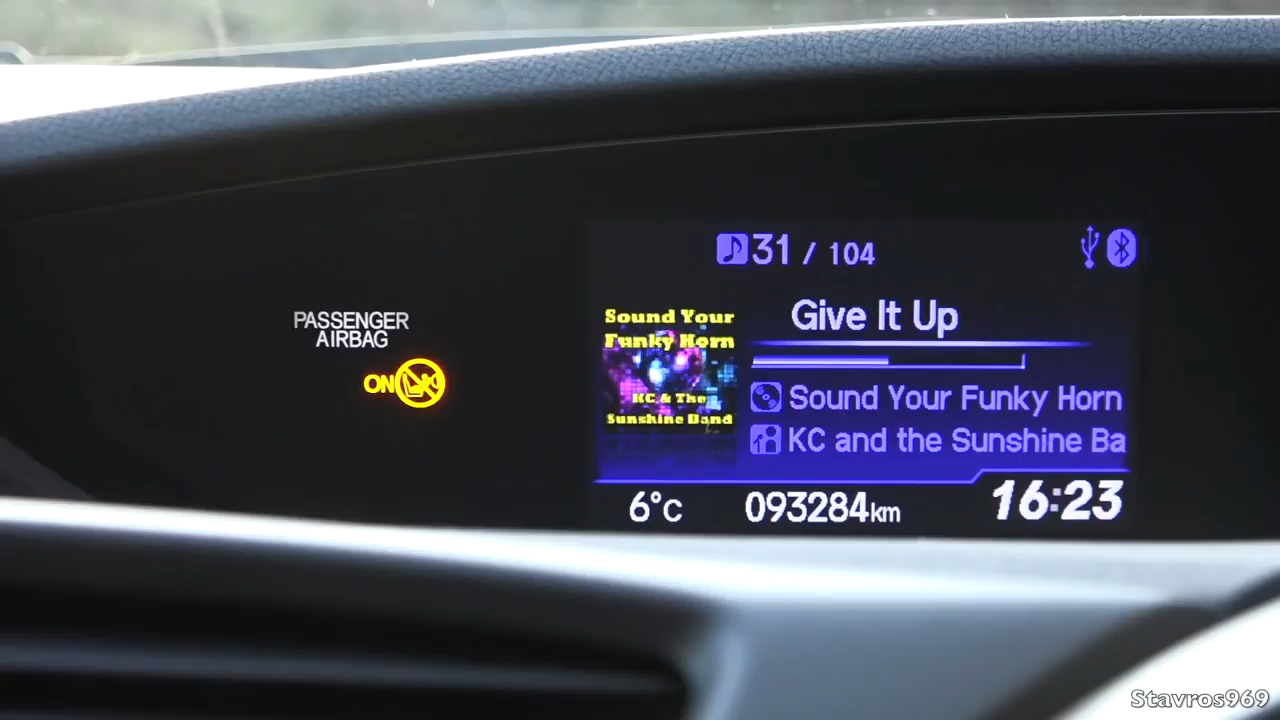 31 / 104
Give It Up
Sound Your
Funky Horn
KC & The
Sunshine Band
Sound Your Funky Horn
KC and the Sunshine Ba
PASSENGER
AIRBAG
ON
6°C 093284km 16:23
Stavros969